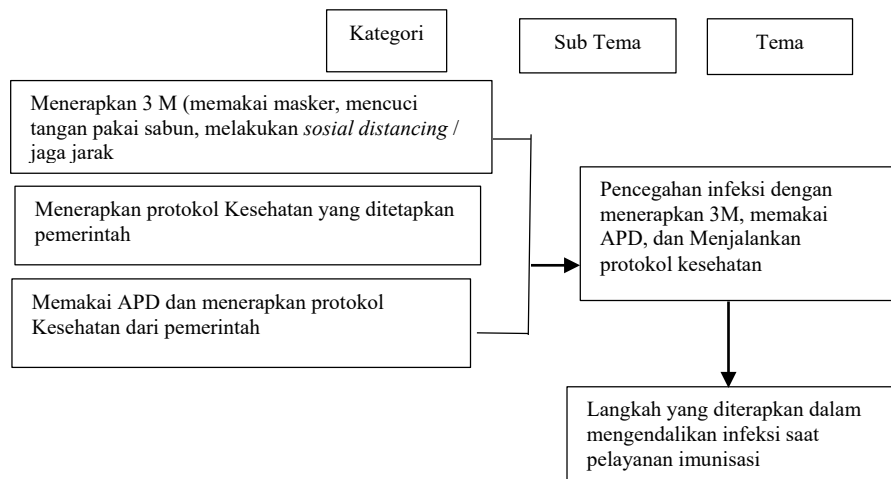 Kategori
Sub Tema
Tema
Menerapkan 3 M (memakai masker, mencuci
tangan pakai sabun, melakukan sosial distancing /
jaga jarak
Menerapkan protokol Kesehatan yang ditetapkan
pemerintah
Memakai APD dan menerapkan protokol
Kesehatan dari pemerintah
Pencegahan infeksi dengan
menerapkan 3M, memakai
APD, dan Menjalankan
protokol kesehatan
Langkah yang diterapkan dalam
mengendalikan infeksi saat
pelayanan imunisasi